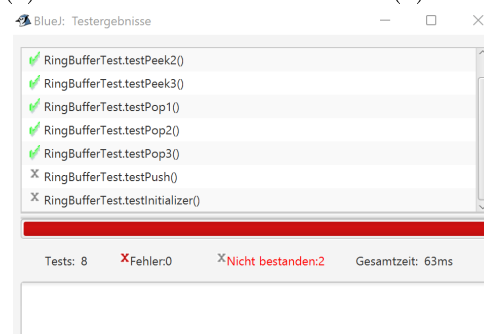 BlueJ: Testergebnisse
RingBufferTest.testPeek2()
RingBufferTest.testPeek3()
RingBufferTest.testPop1()
RingBufferTest.testPop2()
RingBufferTest.testPop3()
RingBufferTest.testPush()
RingBufferTest.testInitializer()
Tests: 8 Fehler:0 Nicht bestanden:2 Gesamtzeit: 63ms